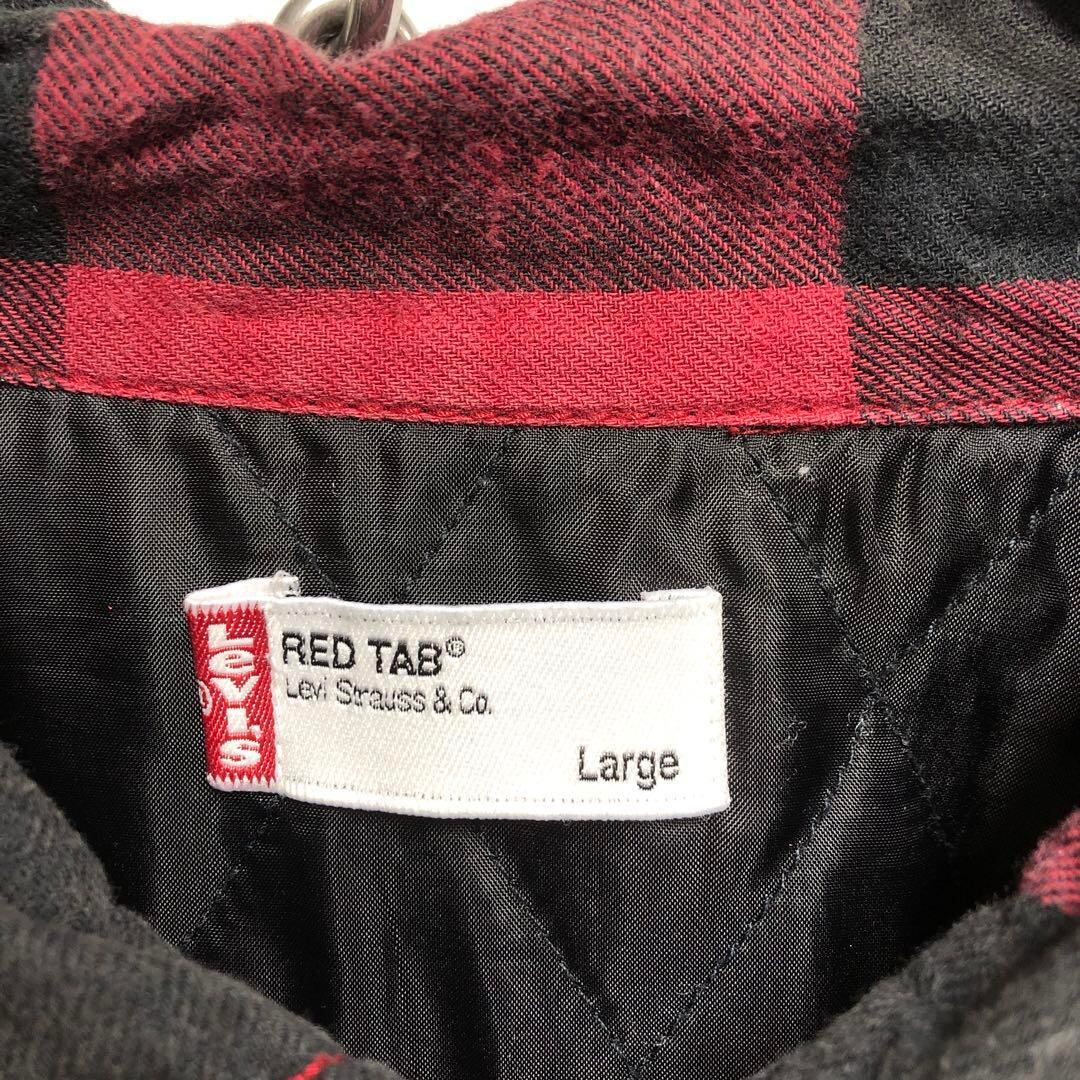 LeVI'S
®
RED TAB®
Levi Strauss & Co.
Large